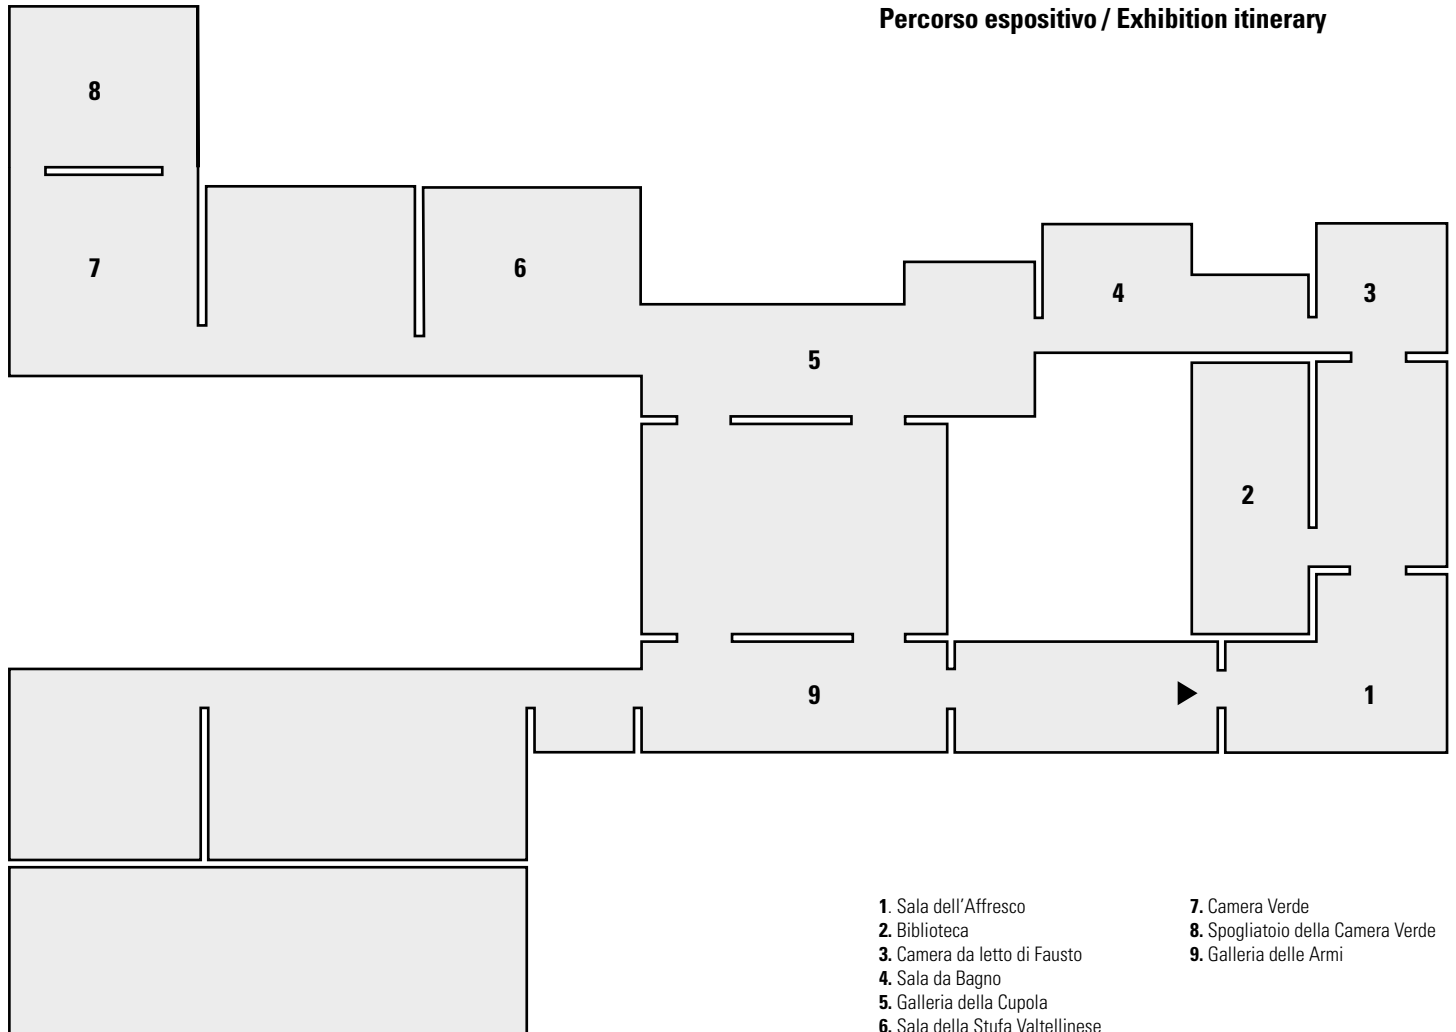 Percorso espositivo / Exhibition itinerary
8
7
6
5
4
3
2
9
1
1. Sala dell'Affresco
2. Biblioteca
3. Camera da letto di Fausto
4. Sala da Bagno
5. Galleria della Cupola
6. Sala della Stufa Valtellinese
7. Camera Verde
8. Spogliatoio della Camera Verde
9. Galleria delle Armi